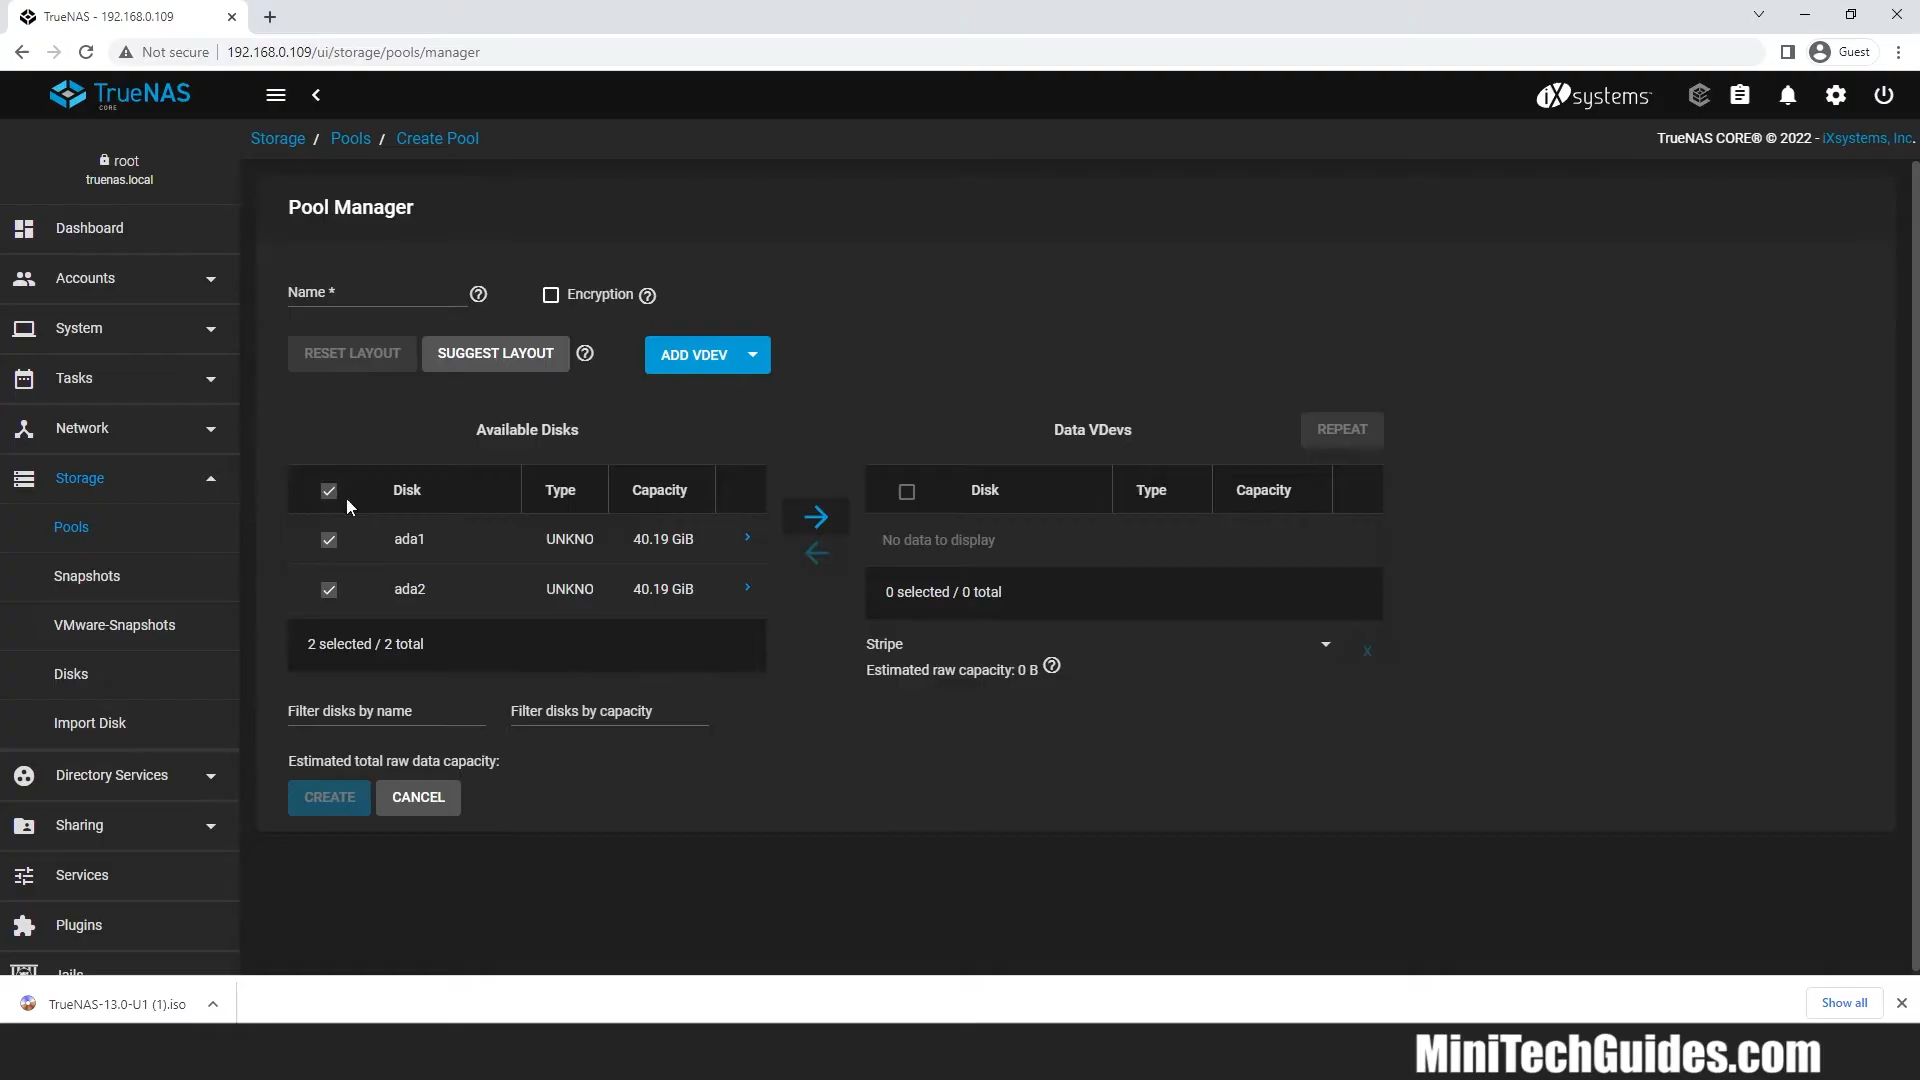 TrueNAS - 192.168.0.109
Not secure
192.168.0.109/ui/storage/pools/manager
Guest
TrueNAS
CORE
iXsystems
Storage / Pools / Create Pool
TrueNAS CORE® © 2022 - iXsystems, Inc.
root
truenas.local
Dashboard
Accounts
System
Tasks
Network
Storage
Pools
Snapshots
VMware-Snapshots
Disks
Import Disk
Directory Services
Sharing
Services
Plugins
Jails
Pool Manager
Name *
Encryption
RESET LAYOUT
SUGGEST LAYOUT
ADD VDEV
Available Disks
Disk Type Capacity
ada1 UNKNO 40.19 GiB
ada2 UNKNO 40.19 GiB
2 selected / 2 total
Filter disks by name
Filter disks by capacity
Estimated total raw data capacity:
CREATE
CANCEL
Data VDevs
REPEAT
Disk Type Capacity
No data to display
0 selected / 0 total
Stripe
x
Estimated raw capacity: 0 B
TrueNAS-13.0-U1 (1).iso
Show all
MiniTechGuides.com